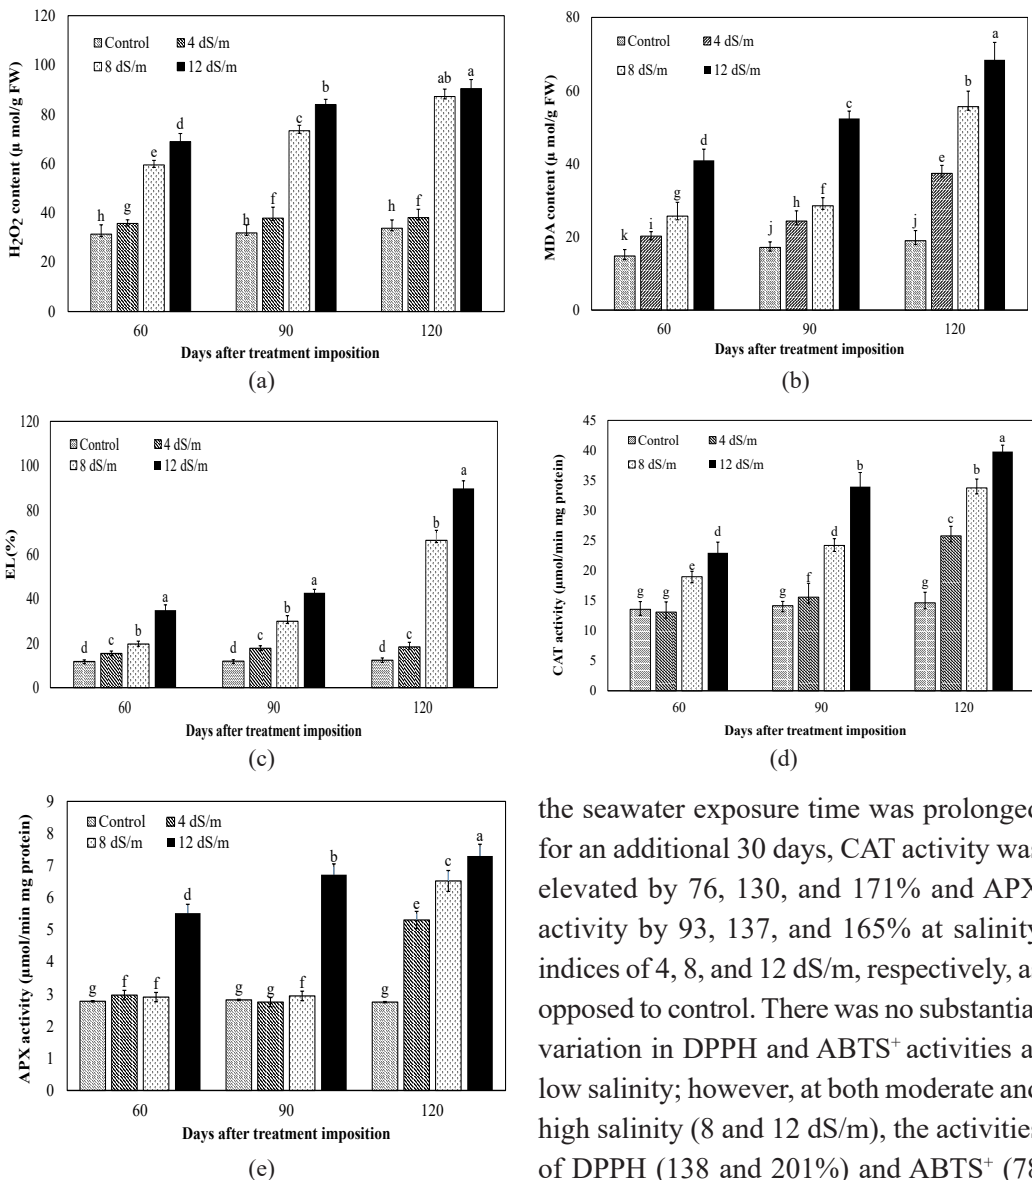 120
100
80
60
40
20
0
H₂O₂ content (µ mol/g FW)
Control 4 dS/m
8 dS/m 12 dS/m
h g e d
h f c b
h f ab a
60 90 120
Days after treatment imposition
(a)
80
60
40
20
0
MDA content (µ mol/g FW)
Control 4 dS/m
8 dS/m 12 dS/m
k i g d
j h f c
j e b a
60 90 120
Days after treatment imposition
(b)
120
100
80
60
40
20
0
EL(%)
Control 4 dS/m
8 dS/m 12 dS/m
d c b a
d c b a
d c b a
60 90 120
Days after treatment imposition
(c)
45
40
35
30
25
20
15
10
5
0
CAT activity (µmol/min mg protein)
Control 4 dS/m
8 dS/m 12 dS/m
g g e d
g f d b
g c b a
60 90 120
Days after treatment imposition
(d)
9
8
7
6
5
4
3
2
1
0
APX activity (µmol/min mg protein)
Control 4 dS/m
8 dS/m 12 dS/m
g f f d
g g f b
g e c a
60 90 120
Days after treatment imposition
(e)
the seawater exposure time was prolonged
for an additional 30 days, CAT activity was
elevated by 76, 130, and 171% and APX
activity by 93, 137, and 165% at salinity
indices of 4, 8, and 12 dS/m, respectively, a
opposed to control. There was no substantia
variation in DPPH and ABTS⁺ activities a
low salinity; however, at both moderate and
high salinity (8 and 12 dS/m), the activities
of DPPH (138 and 201%) and ABTS⁺ (78